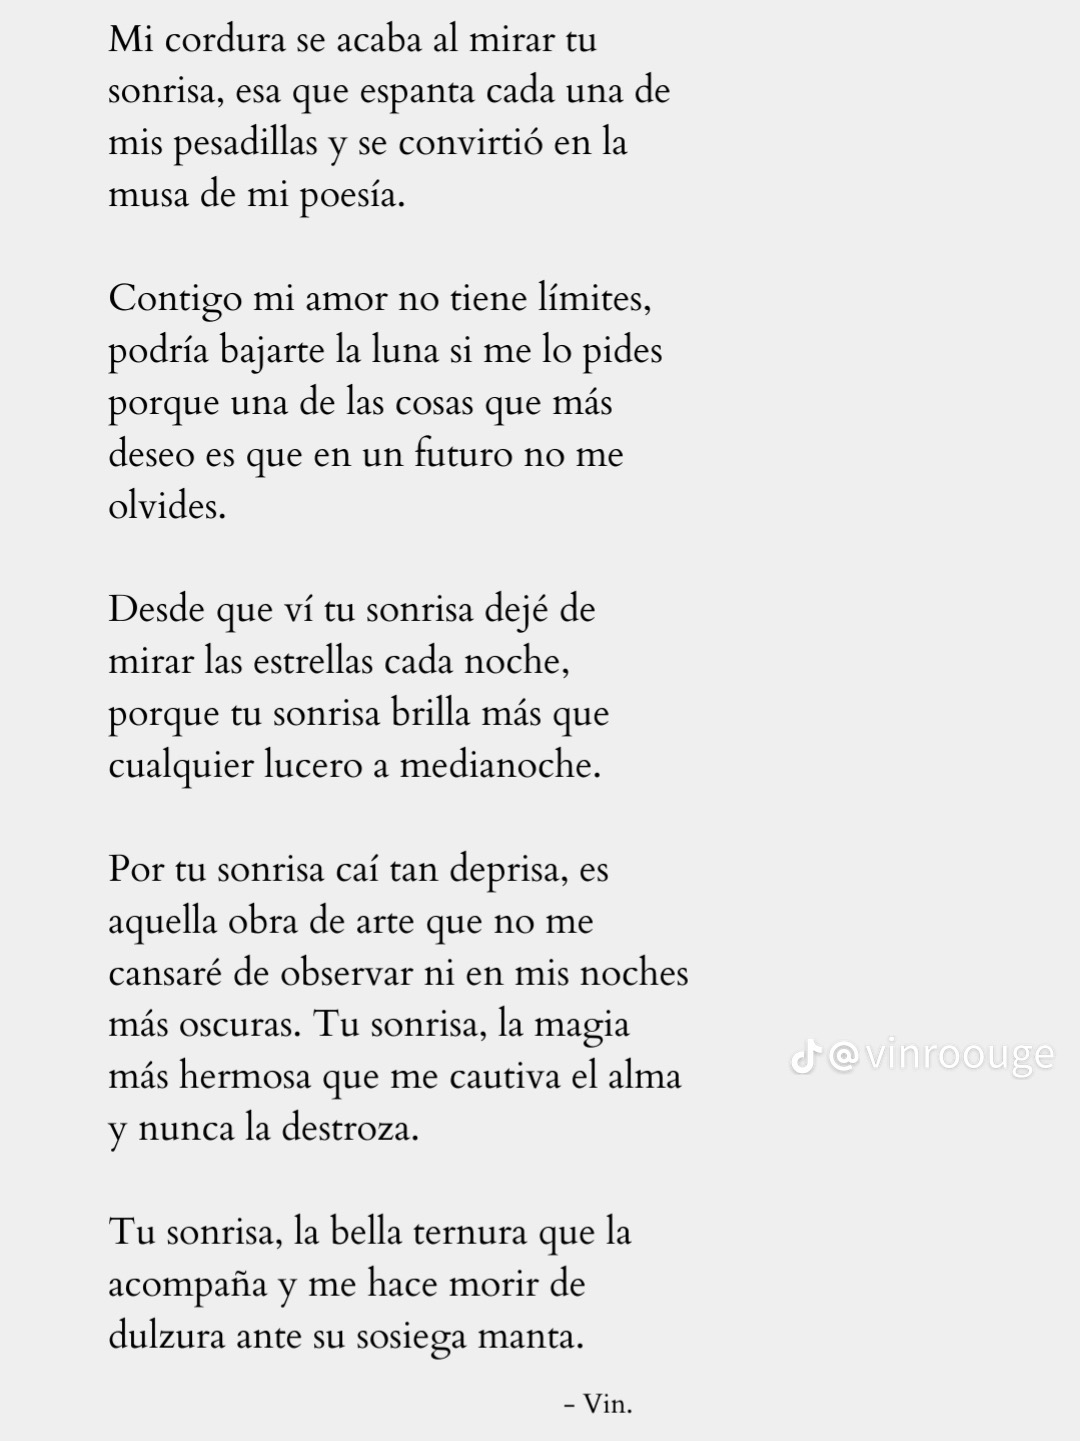 Mi cordura se acaba al mirar tu
sonrisa, esa que espanta cada una de
mis pesadillas y se convirtió en la
musa de mi poesía.
Contigo mi amor no tiene límites,
podría bajarte la luna si me lo pides
porque una de las cosas que más
deseo es que en un futuro no me
olvides.
Desde que ví tu sonrisa dejé de
mirar las estrellas cada noche,
porque tu sonrisa brilla más que
cualquier lucero a medianoche.
Por tu sonrisa caí tan deprisa, es
aquella obra de arte que no me
cansaré de observar ni en mis noches
más oscuras. Tu sonrisa, la magia
más hermosa que me cautiva el alma
y nunca la destroza.
Tu sonrisa, la bella ternura que la
acompaña y me hace morir de
dulzura ante su sosiega manta.
- Vin.
@vinroouge